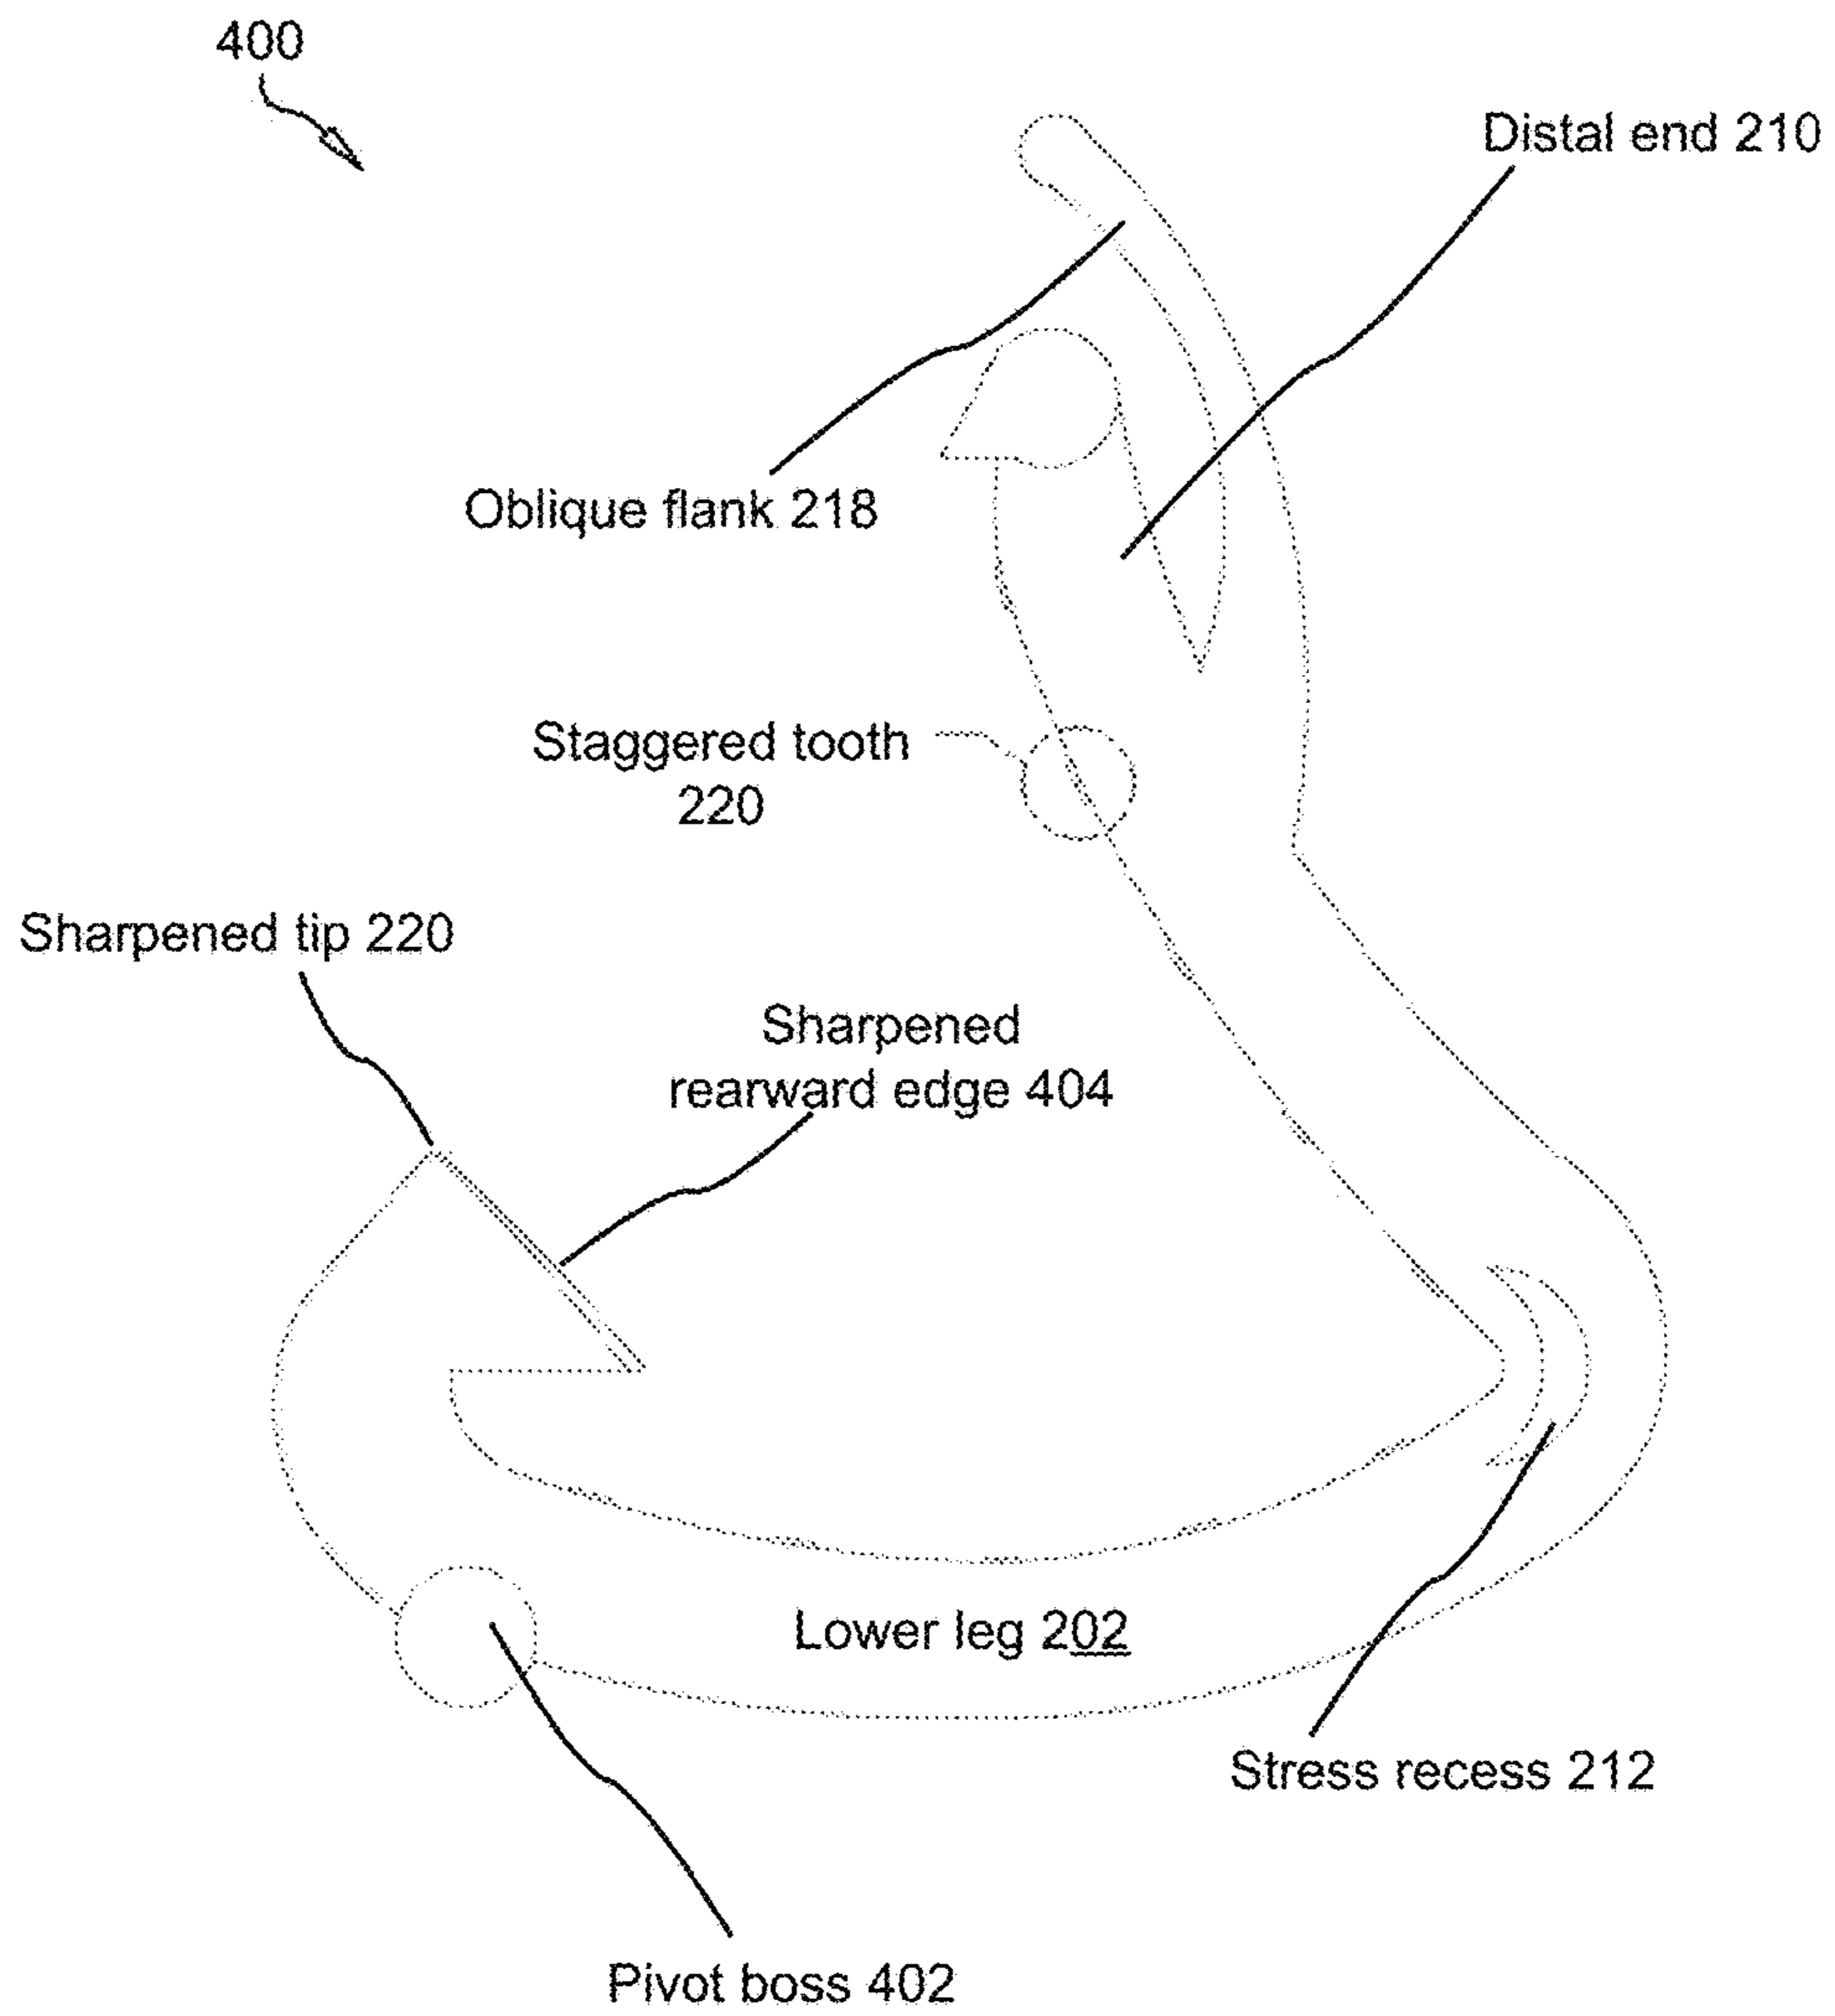 400
Distal end 210
Oblique flank 218
Staggered tooth
220
Sharpened tip 220
Sharpened
rearward edge 404
Lower leg 202
Stress recess 212
Pivot boss 402